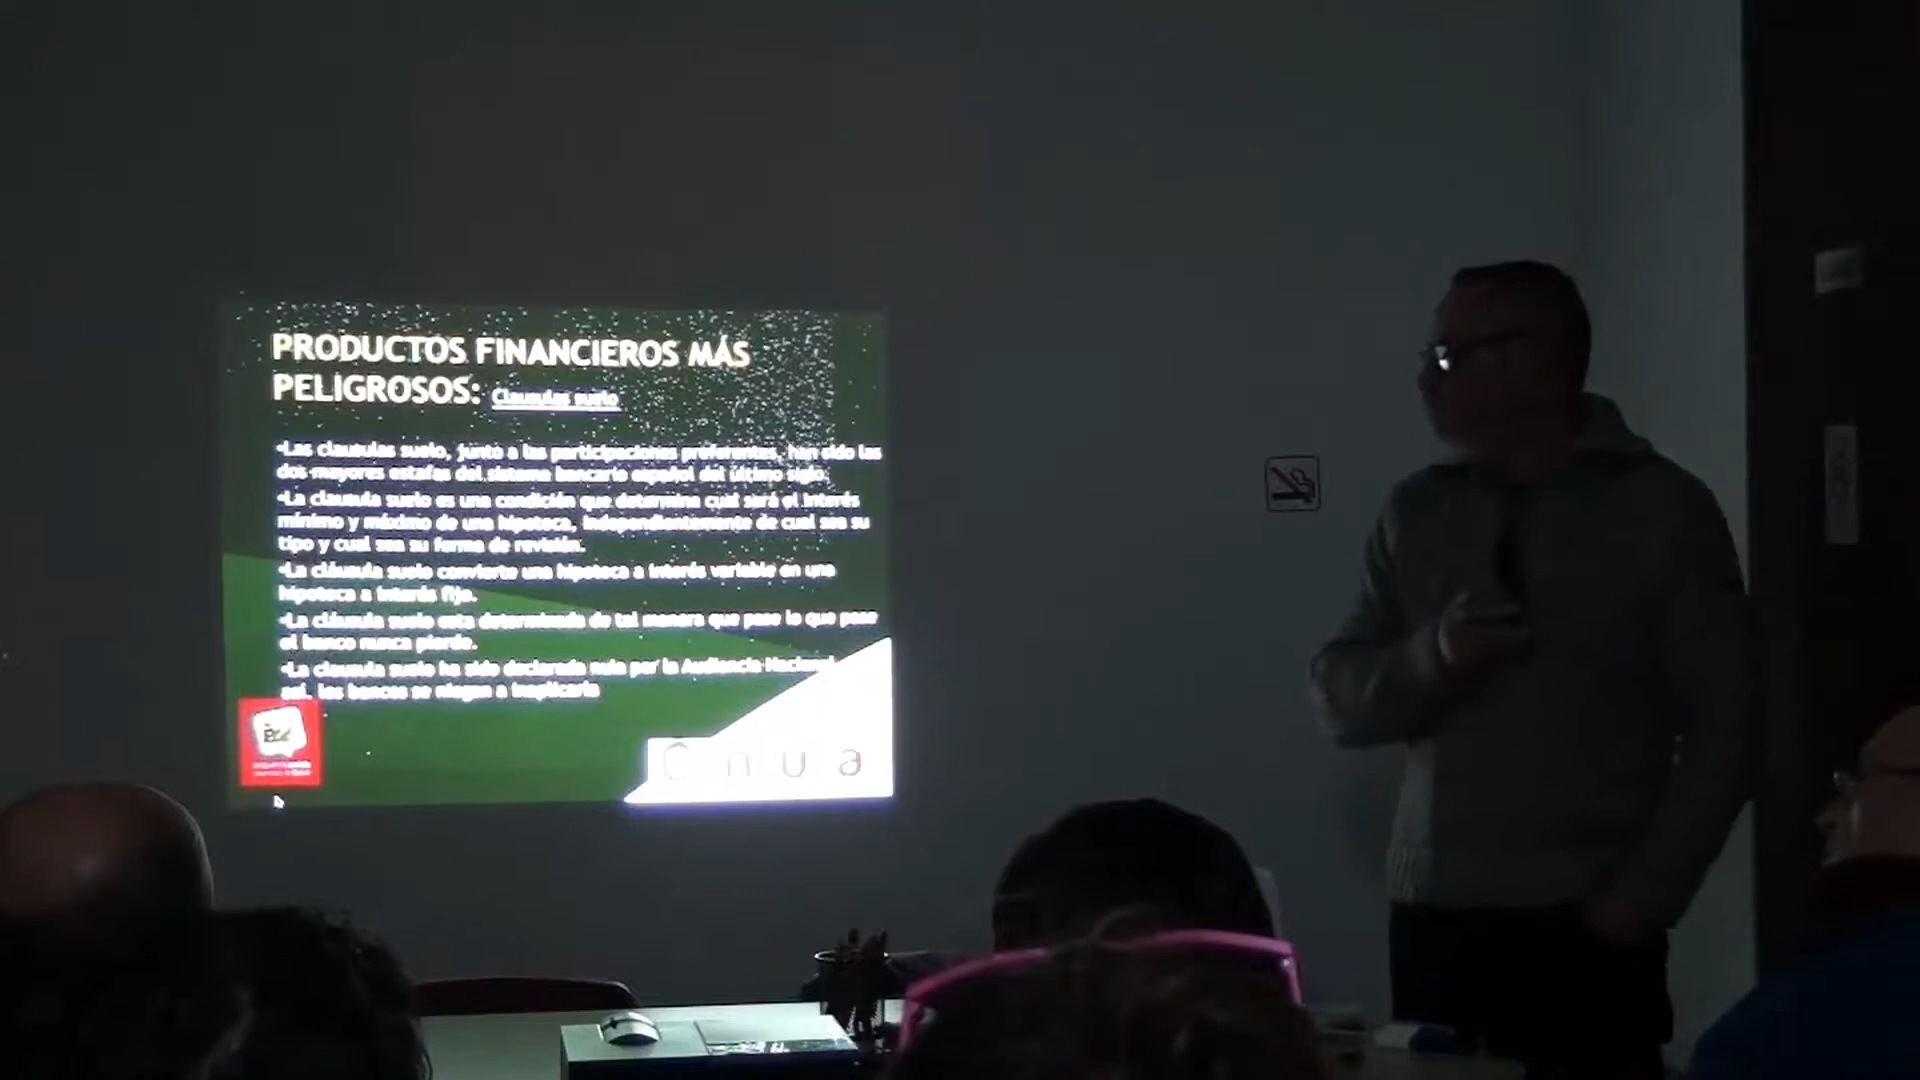 PRODUCTOS FINANCIEROS MÁS
PELIGROSOS: Clausulas suelo
•Las clausulas suelo, junto a las participaciones preferentes, han sido las
dos mayores estafas del sistema bancario español del último siglo.
•La clausula suelo es una condición que determina cuál será el interés
mínimo y máximo de una hipoteca, independientemente de cual sea su
tipo y cual sea su forma de revisión.
•La cláusula suelo convierte una hipoteca a interés variable en una
hipoteca a interés fijo.
•La cláusula suelo esta determinada de tal manera que pase lo que pase
el banco nunca pierde.
•La clausula suelo ha sido declarada nula por la Audiencia Nacional
así, los bancos se niegan a inaplicarla
C n u a